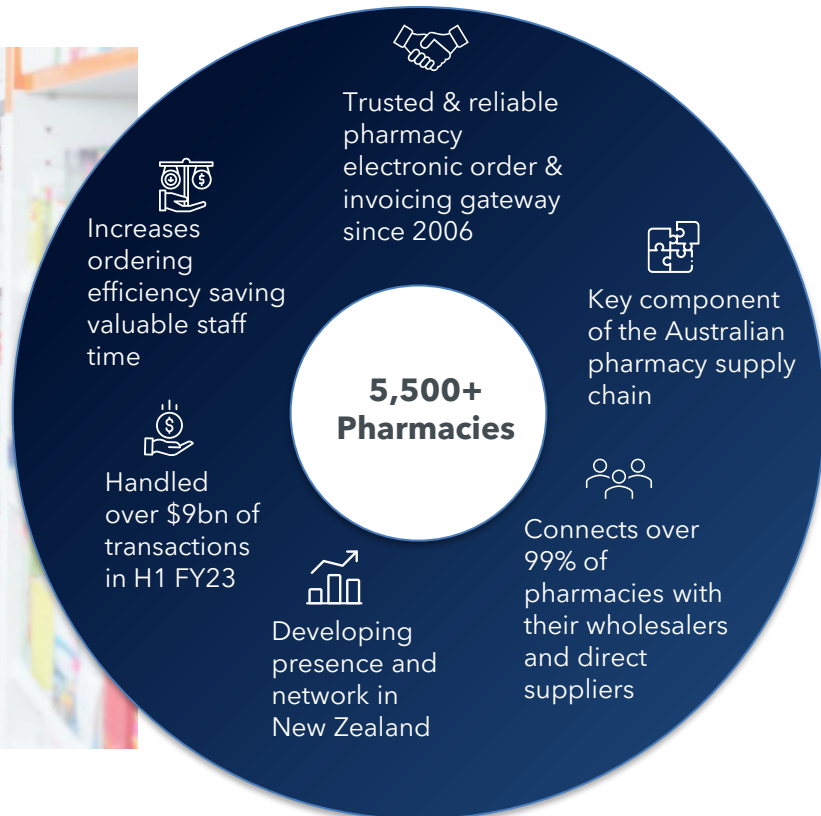 Trusted & reliable
pharmacy
electronic order &
invoicing gateway
since 2006
Key component
of the Australian
pharmacy supply
chain
Connects over
99% of
pharmacies with
their wholesalers
and direct
suppliers
Developing
presence and
network in
New Zealand
Handled
over $9bn of
transactions
in H1 FY23
Increases
ordering
efficiency saving
valuable staff
time
5,500+
Pharmacies